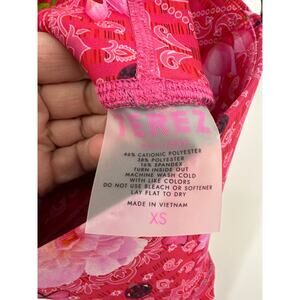 TEREZ
46% CATIONIC POLYESTER
38% POLYESTER
16% SPANDEX
TURN INSIDE OUT
MACHINE WASH COLD
WITH LIKE COLORS
DO NOT USE BLEACH OR SOFTENER
LAY FLAT TO DRY
MADE IN VIETNAM
XS